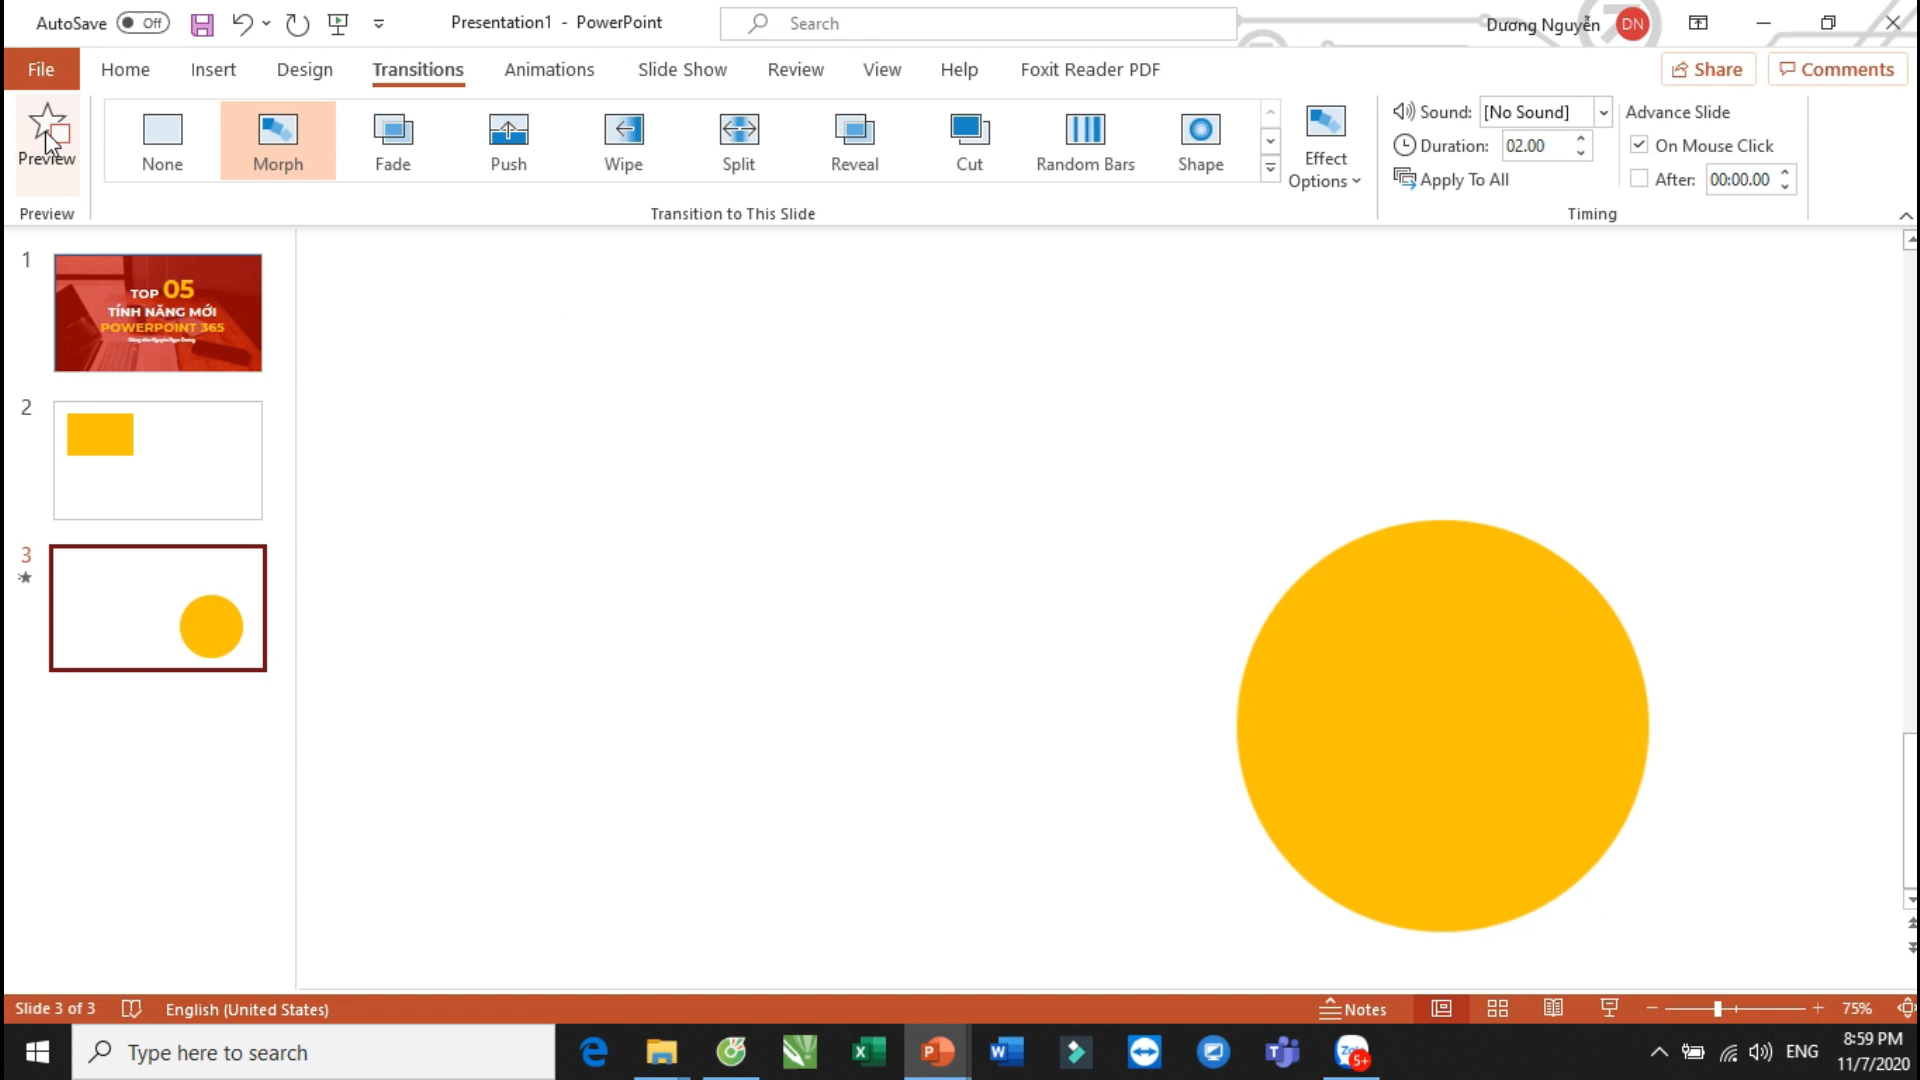 AutoSave Off Presentation1 - PowerPoint Search Dương Nguyễn DN
File Home Insert Design Transitions Animations Slide Show Review View Help Foxit Reader PDF Share Comments
Preview None Morph Fade Push Wipe Split Reveal Cut Random Bars Shape Effect Options
Sound: [No Sound] Advance Slide
Duration: 02.00 On Mouse Click
Apply To All After: 00:00.00
Preview Transition to This Slide Timing
1
TOP 05
TÍNH NĂNG MỚI
POWERPOINT 365
2
3
Slide 3 of 3 English (United States) Notes 75%
Type here to search 5+ ENG 8:59 PM
11/7/2020